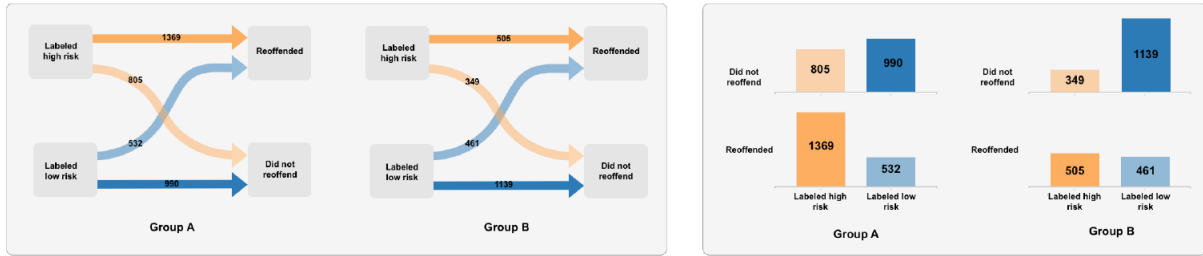 1369
Labeled
high risk
Reoffended
805
532
Labeled
low risk
Did not
reoffend
990
Group A
505
Labeled
high risk
Reoffended
349
461
Labeled
low risk
Did not
reoffend
1139
Group B
Did not
reoffend
805
990
Reoffended
1369
532
Labeled high
risk
Labeled low
risk
Group A
Did not
reoffend
349
1139
Reoffended
505
461
Labeled high
risk
Labeled low
risk
Group B